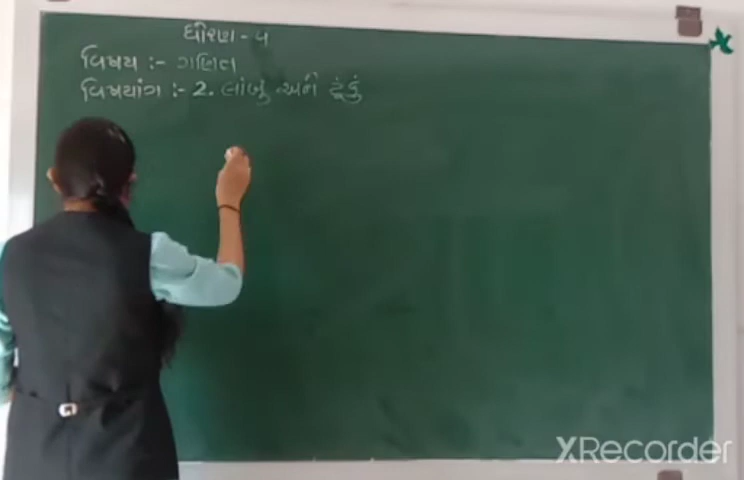 ધોરણ - ૫
વિષય :- ગણિત
વિષયાંગ :- 2. લાંબુ અને ટૂંકું
XRecorder